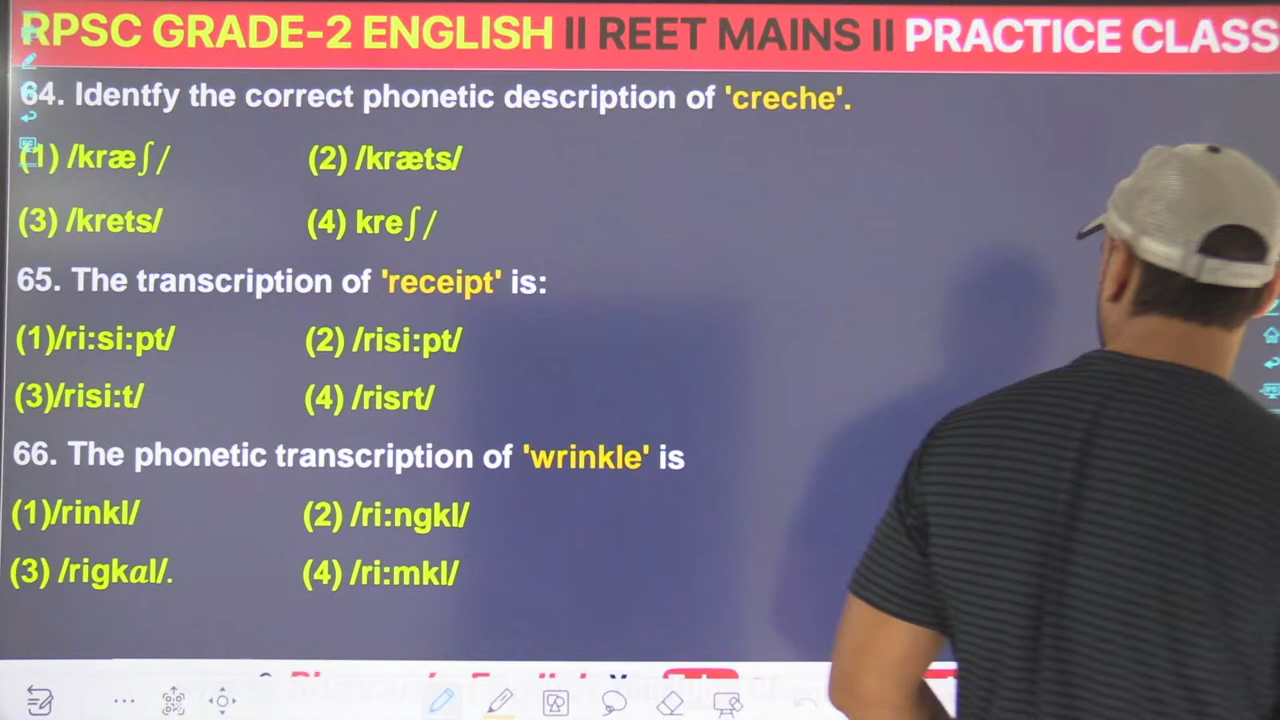 RPSC GRADE-2 ENGLISH II REET MAINS II PRACTICE CLASS
64. Identfy the correct phonetic description of 'creche'.
(1) /kræʃ/ (2) /kræts/
(3) /krets/ (4) kreʃ/
65. The transcription of 'receipt' is:
(1)/ri:si:pt/ (2) /risi:pt/
(3)/risi:t/ (4) /risrt/
66. The phonetic transcription of 'wrinkle' is
(1)/rinkl/ (2) /ri:ngkl/
(3) /rigkal/. (4) /ri:mkl/